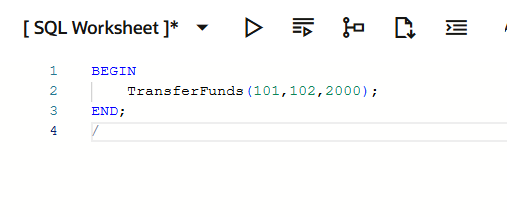 [ SQL Worksheet ]*
1 BEGIN
2 TransferFunds(101,102,2000);
3 END;
4 /